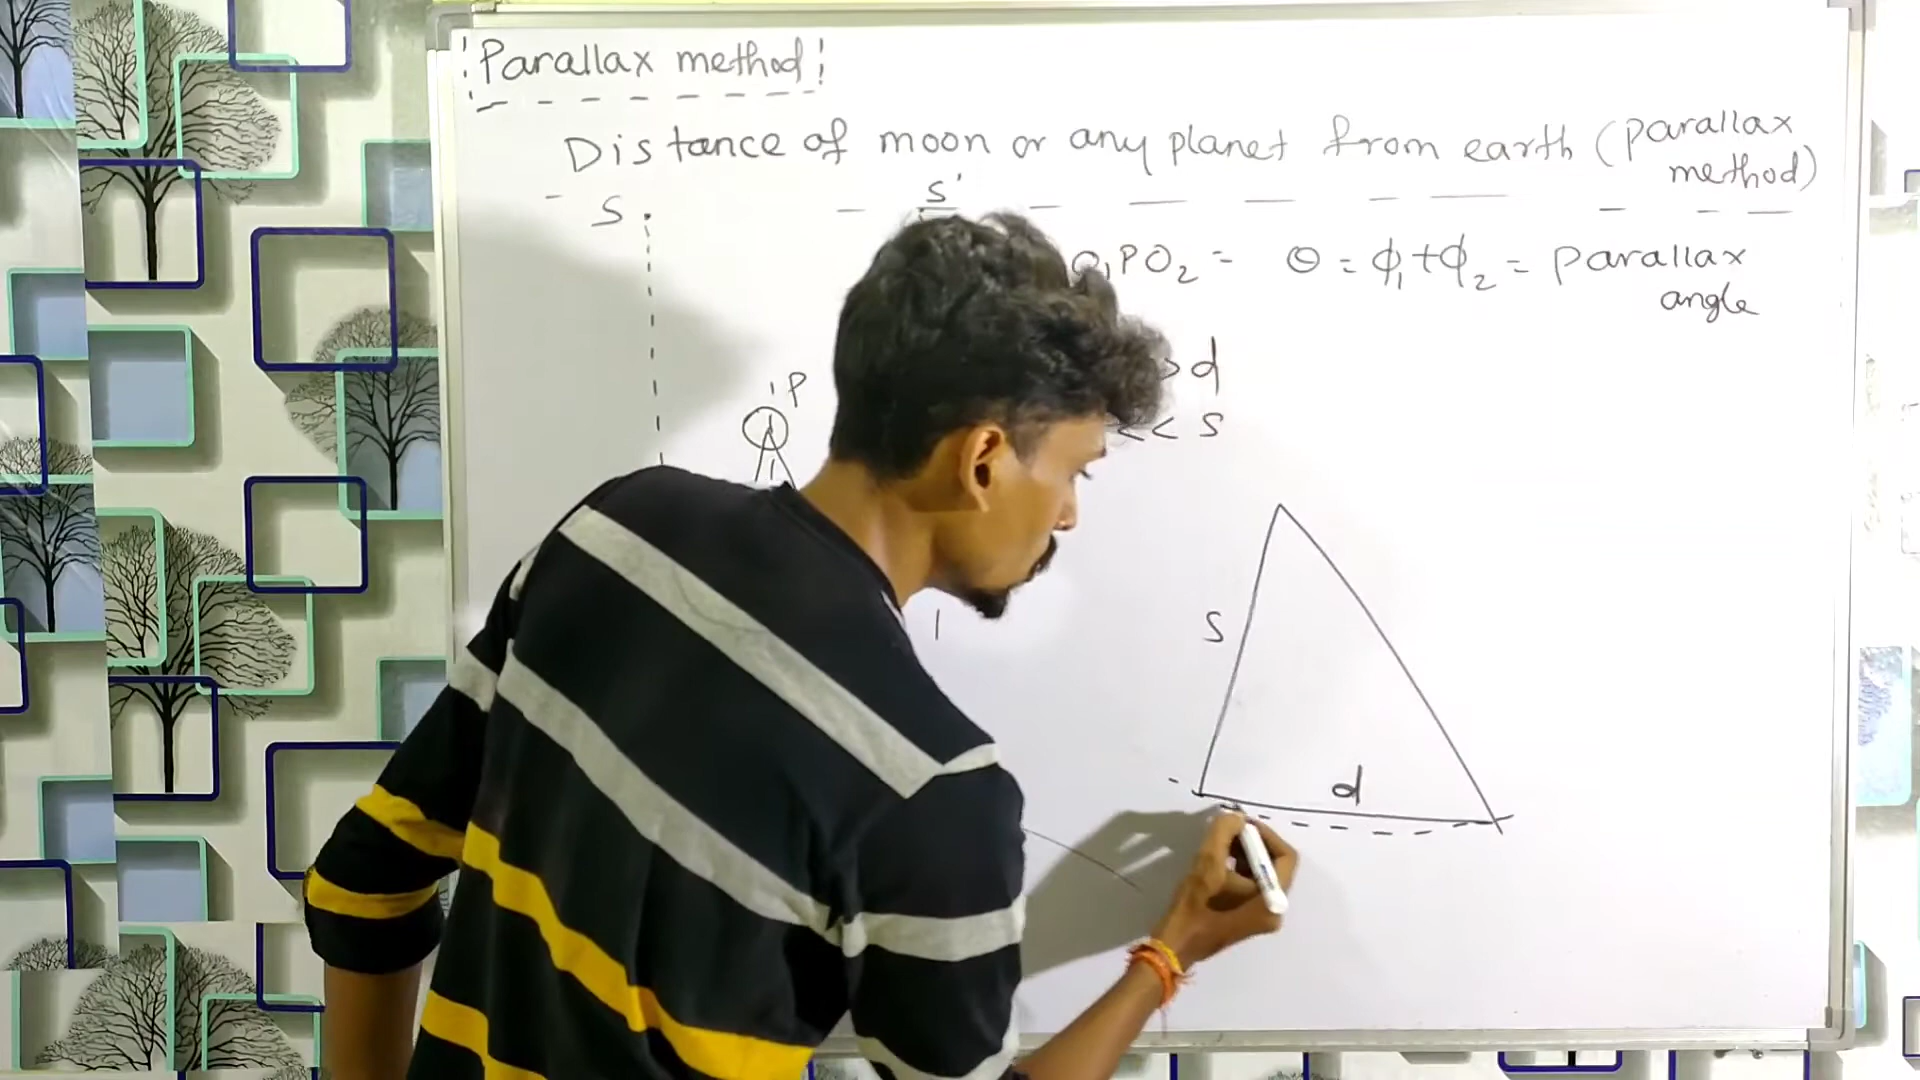 Parallax method
Distance of moon or any planet from earth (parallax
method)
S
S'
O₁PO₂ = θ = ϕ₁+ϕ₂ = parallax
angle
> d
P
<< S
S
d